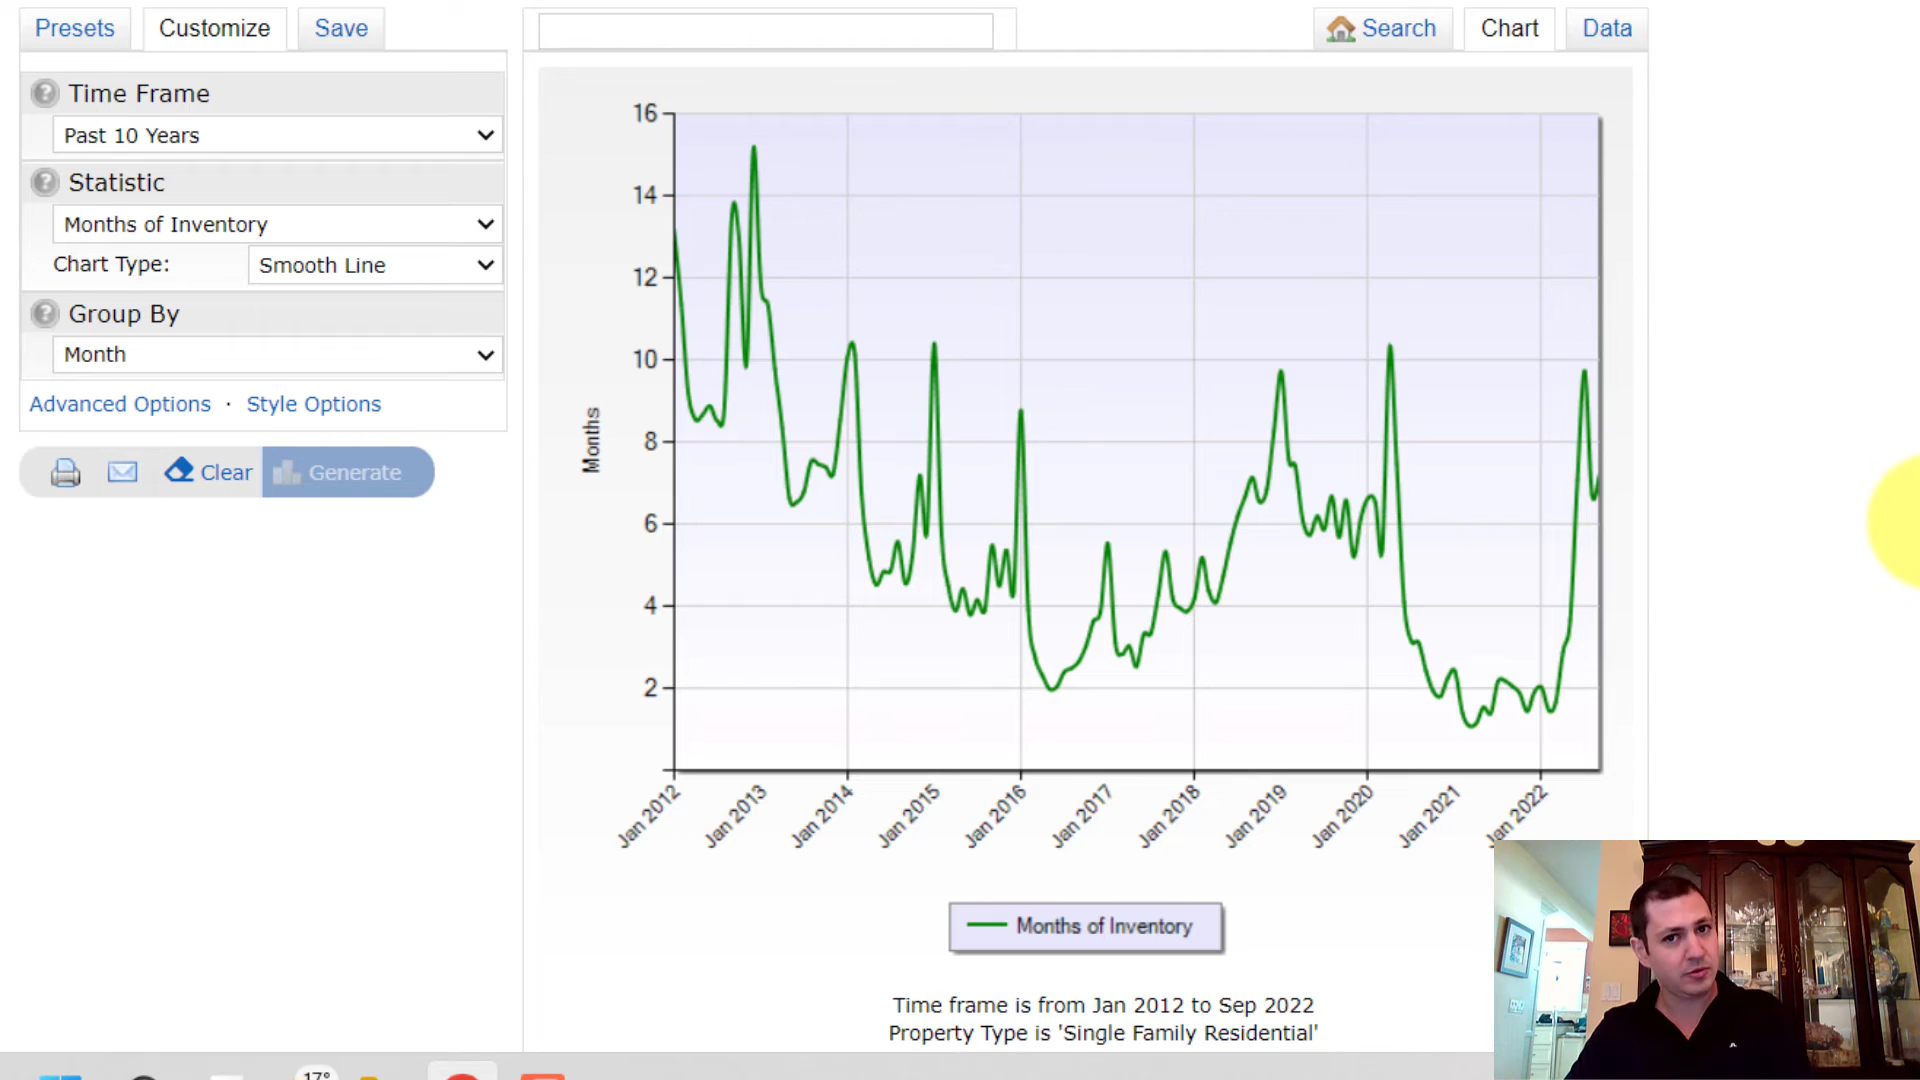 Presets
Customize
Save
Search
Chart
Data
Time Frame
Past 10 Years
Statistic
Months of Inventory
Chart Type:
Smooth Line
Group By
Month
Advanced Options · Style Options
Clear
Generate
Months
16
14
12
10
8
6
4
2
Jan 2012
Jan 2013
Jan 2014
Jan 2015
Jan 2016
Jan 2017
Jan 2018
Jan 2019
Jan 2020
Jan 2021
Jan 2022
Months of Inventory
Time frame is from Jan 2012 to Sep 2022
Property Type is 'Single Family Residential'
17°